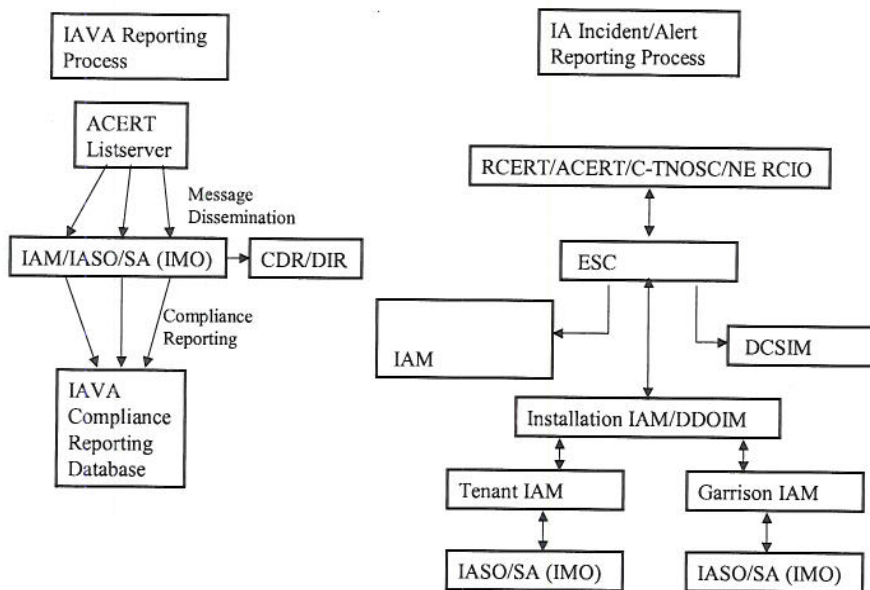 IAVA Reporting
Process
ACERT
Listserver
Message
Dissemination
IAM/IASO/SA (IMO)
CDR/DIR
Compliance
Reporting
IAVA
Compliance
Reporting
Database
IA Incident/Alert
Reporting Process
RCERT/ACERT/C-TNOSC/NE RCIO
ESC
IAM
DCSIM
Installation IAM/DDOIM
Tenant IAM
Garrison IAM
IASO/SA (IMO)
IASO/SA (IMO)